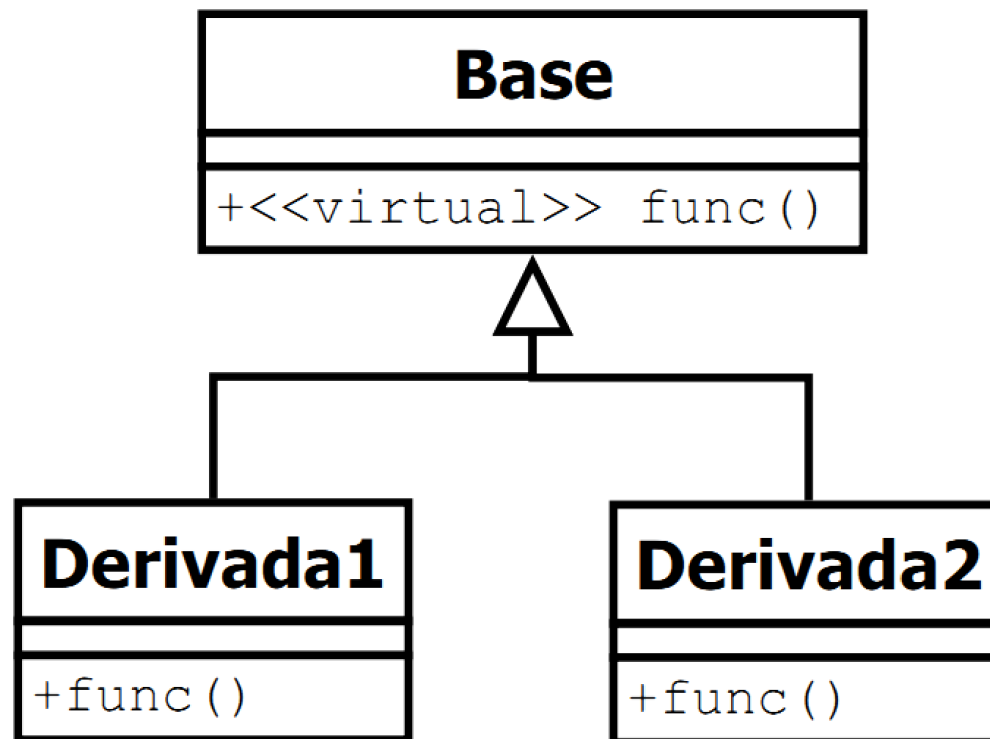 Base
+<<virtual>> func()
Derivada1
+func()
Derivada2
+func()